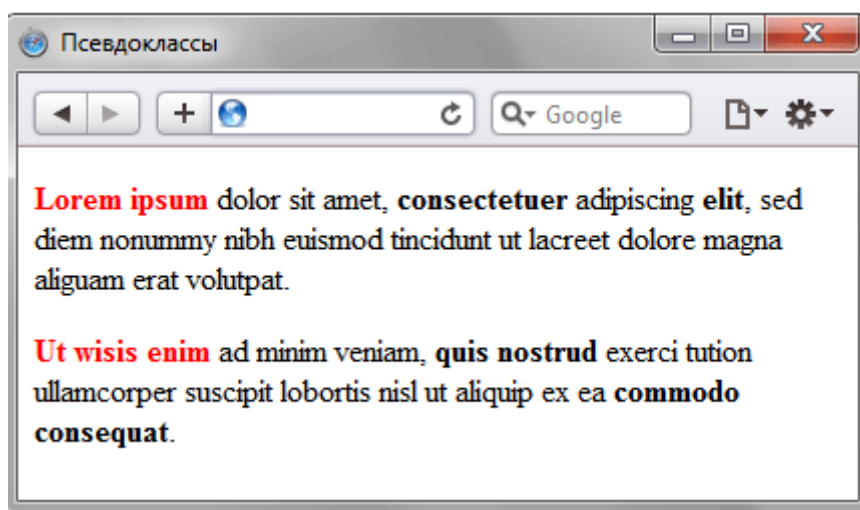 Псевдоклассы
Google
Lorem ipsum dolor sit amet, consectetuer adipiscing elit, sed
diem nonummy nibh euismod tincidunt ut lacreet dolore magna
aliguam erat volutpat.
Ut wisis enim ad minim veniam, quis nostrud exerci tution
ullamcorper suscipit lobortis nisl ut aliquip ex ea commodo
consequat.